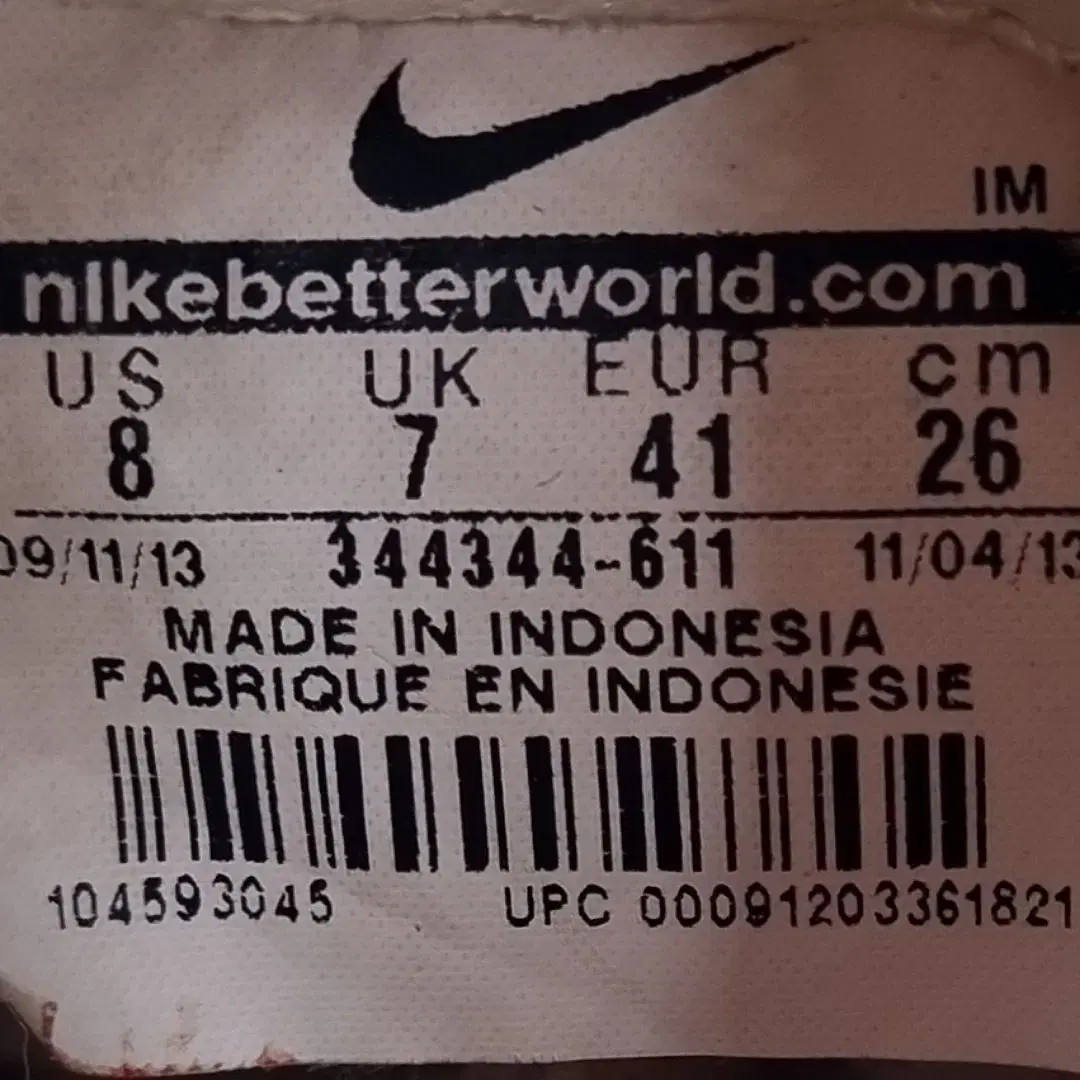 IM
nikebetterworld.com
US UK EUR cm
8 7 41 26
09/11/13 344344-611 11/04/13
MADE IN INDONESIA
FABRIQUE EN INDONESIE
104593045 UPC 00091203361821